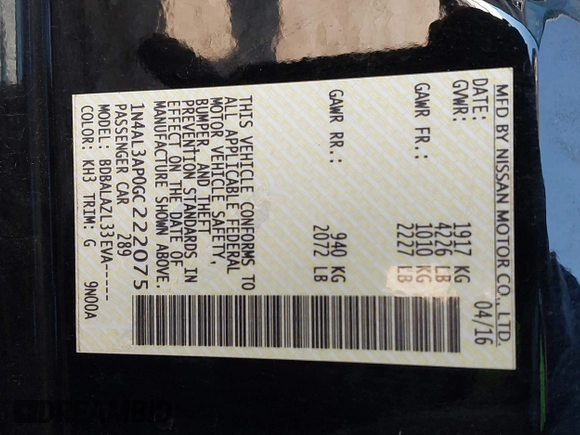 MFD BY NISSAN MOTOR CO., LTD.
DATE: 04/16
GVWR: 1917 KG
4226 LB
GAWR FR.: 1010 KG
2227 LB
GAWR RR.: 940 KG
2072 LB
THIS VEHICLE CONFORMS TO
ALL APPLICABLE FEDERAL
MOTOR VEHICLE SAFETY,
BUMPER, AND THEFT
PREVENTION STANDARDS IN
EFFECT ON THE DATE OF
MANUFACTURE SHOWN ABOVE.
1N4AL3AP0GC222075
PASSENGER CAR 289
MODEL: BDBALAZL33EVA-----
COLOR: KH3 TRIM: G 9N00A
DREAMBID